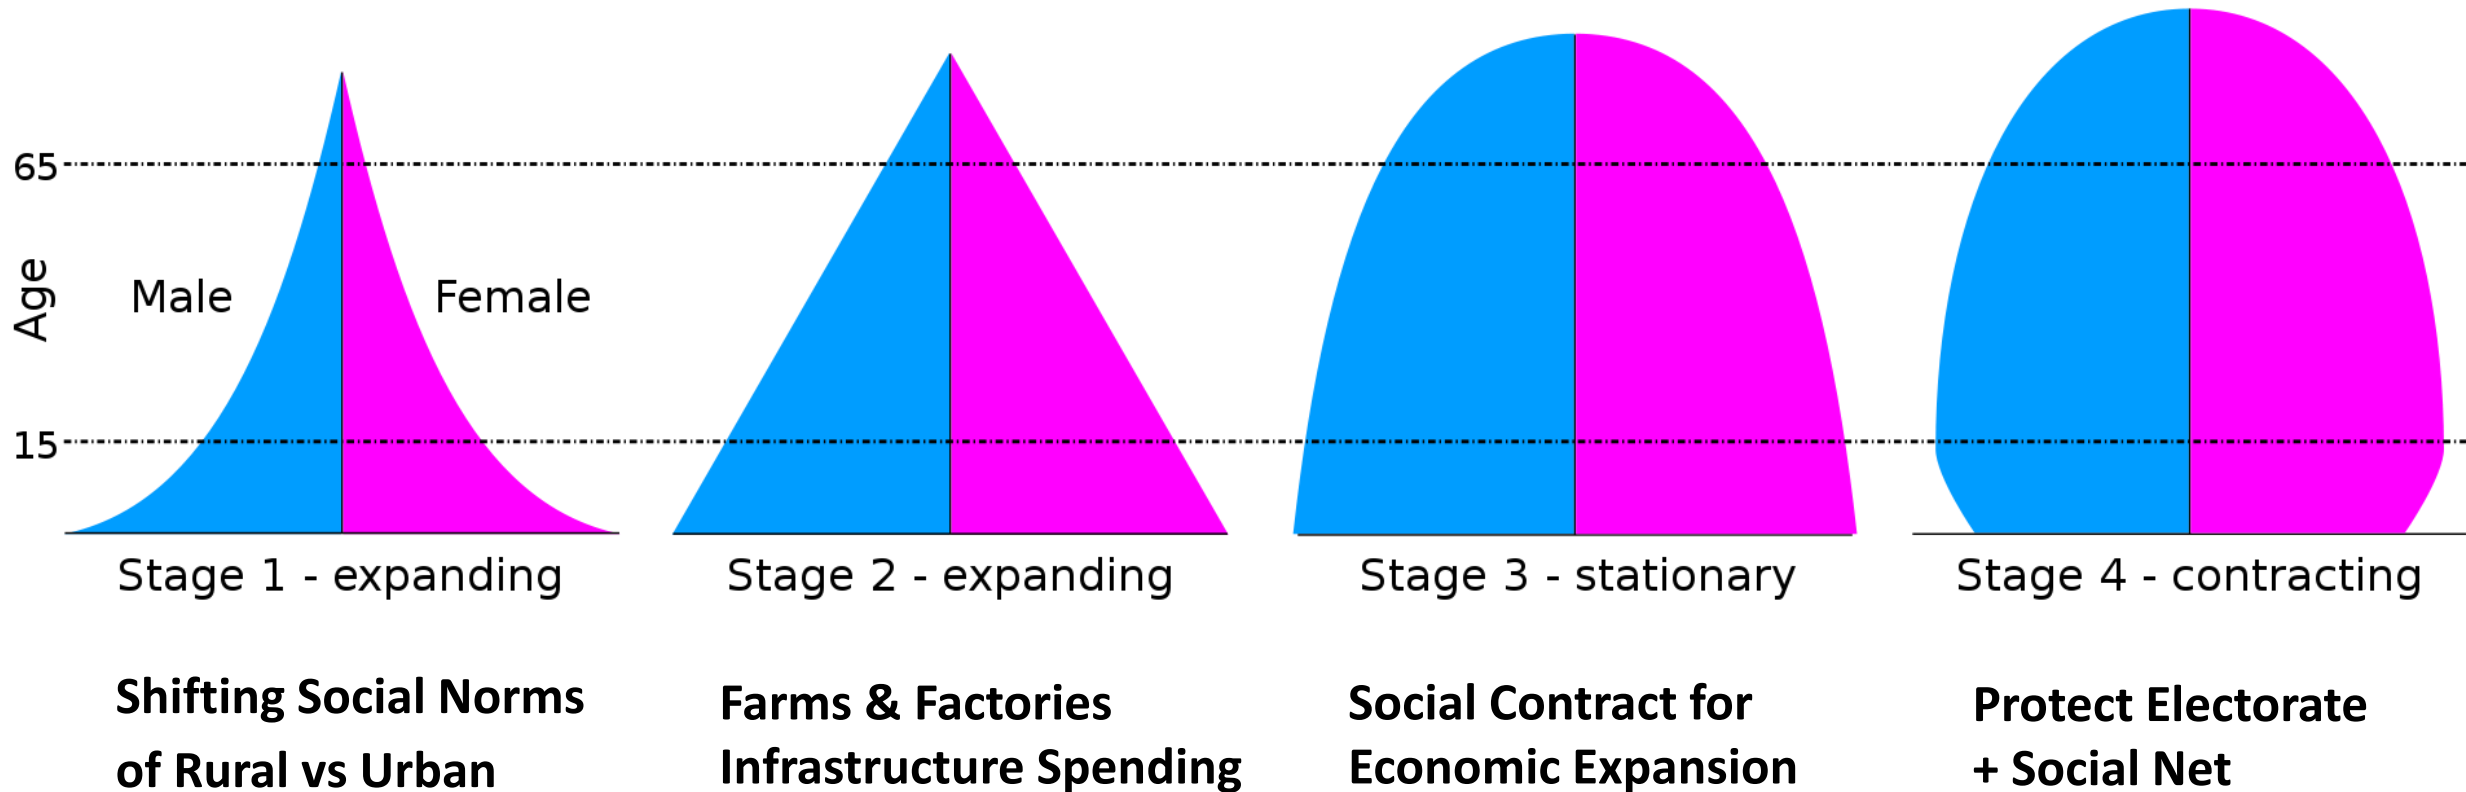 65
Age
Male
Female
15
Stage 1 - expanding
Stage 2 - expanding
Stage 3 - stationary
Stage 4 - contracting
Shifting Social Norms
of Rural vs Urban
Farms & Factories
Infrastructure Spending
Social Contract for
Economic Expansion
Protect Electorate
+ Social Net